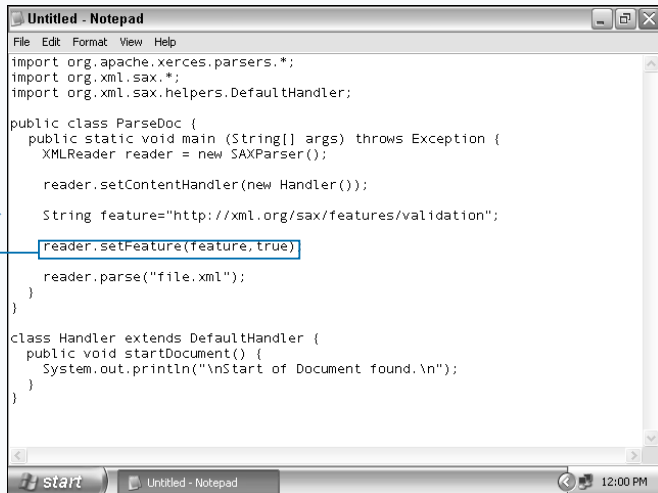 Untitled - Notepad
File Edit Format View Help
import org.apache.xerces.parsers.*;
import org.xml.sax.*;
import org.xml.sax.helpers.DefaultHandler;
public class ParseDoc {
public static void main (String[] args) throws Exception {
XMLReader reader = new SAXParser();
reader.setContentHandler(new Handler());
String feature="http://xml.org/sax/features/validation";
reader.setFeature(feature,true)
reader.parse("file.xml");
}
}
class Handler extends DefaultHandler {
public void startDocument() {
System.out.println("\nStart of Document found.\n");
}
}
start Untitled - Notepad 12:00 PM